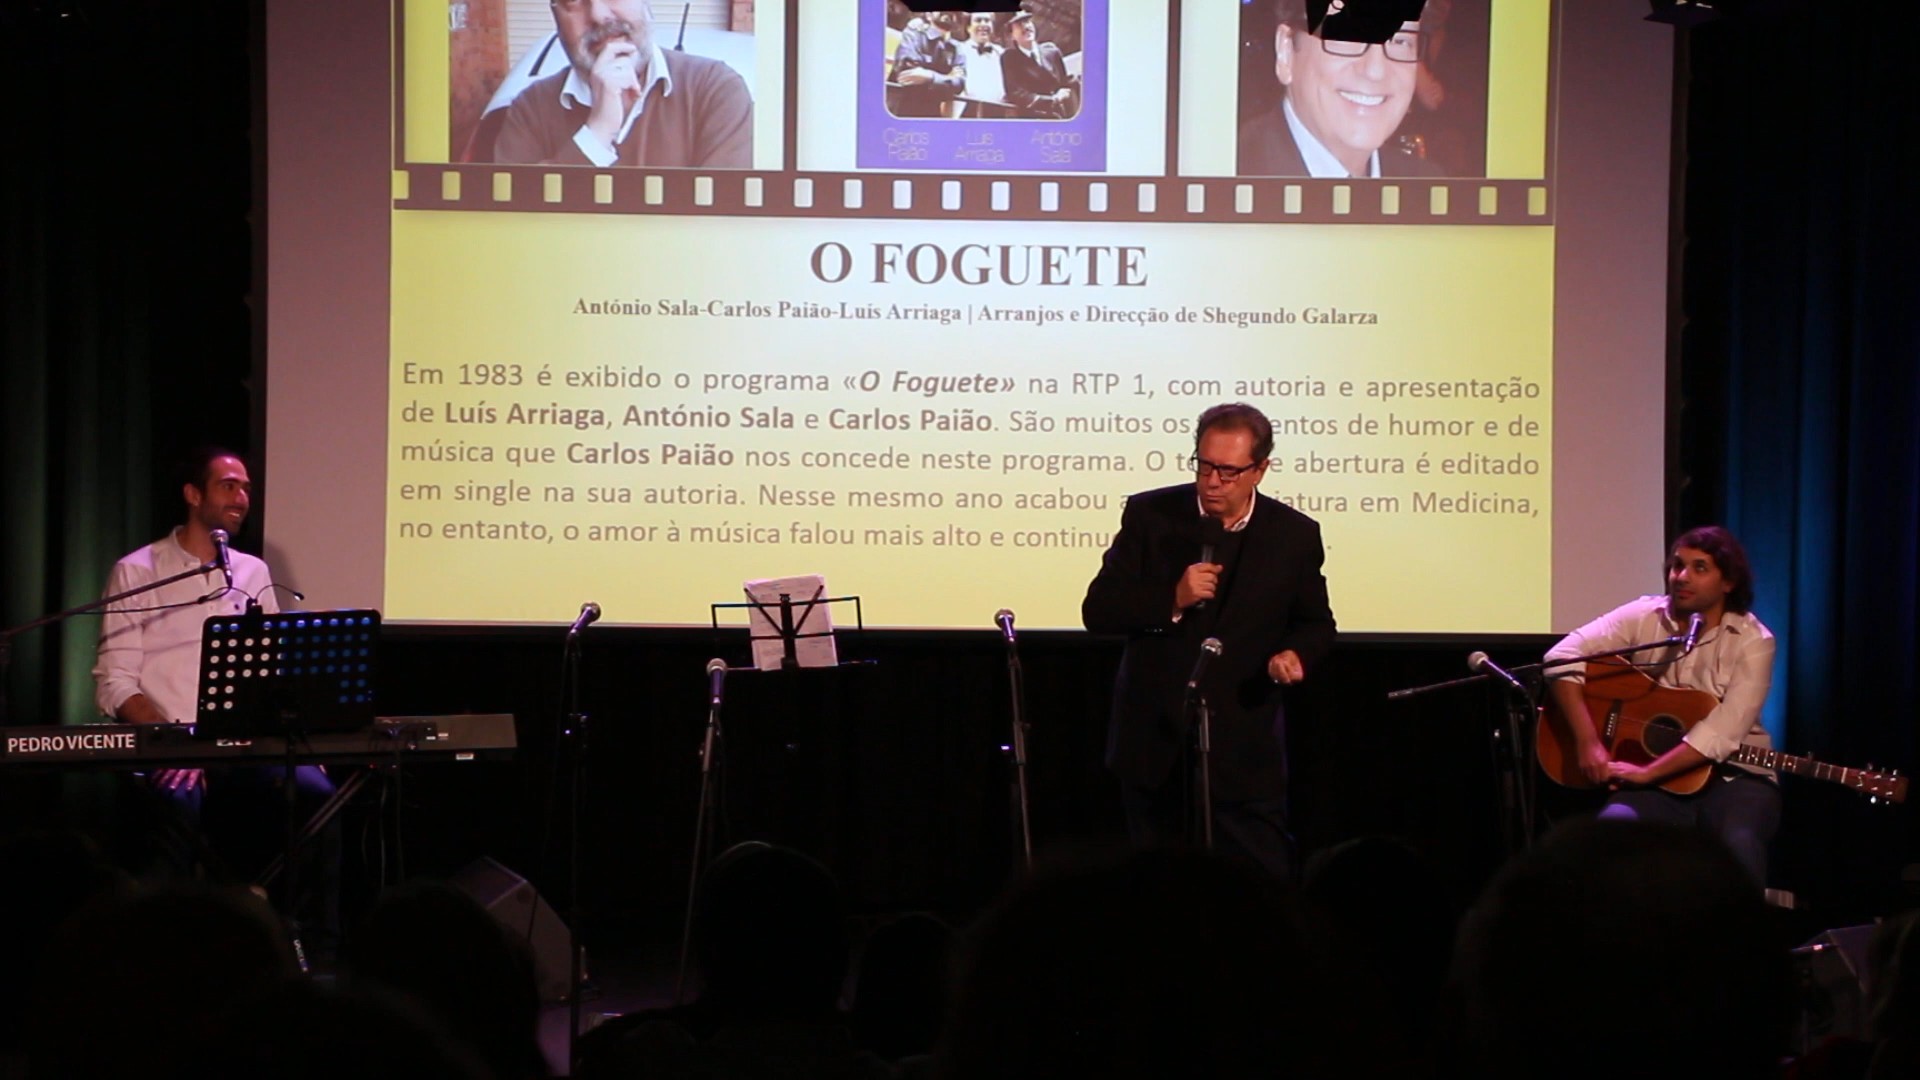 Carlos Paião
Luis Arriaga
António Sala
O FOGUETE
António Sala-Carlos Paião-Luís Arriaga | Arranjos e Direcção de Shegundo Galarza
Em 1983 é exibido o programa «O Foguete» na RTP 1, com autoria e apresentação
de Luís Arriaga, António Sala e Carlos Paião. São muitos os entos de humor e de
música que Carlos Paião nos concede neste programa. O t e abertura é editado
em single na sua autoria. Nesse mesmo ano acabou a iatura em Medicina,
no entanto, o amor à música falou mais alto e continu .
PEDRO VICENTE